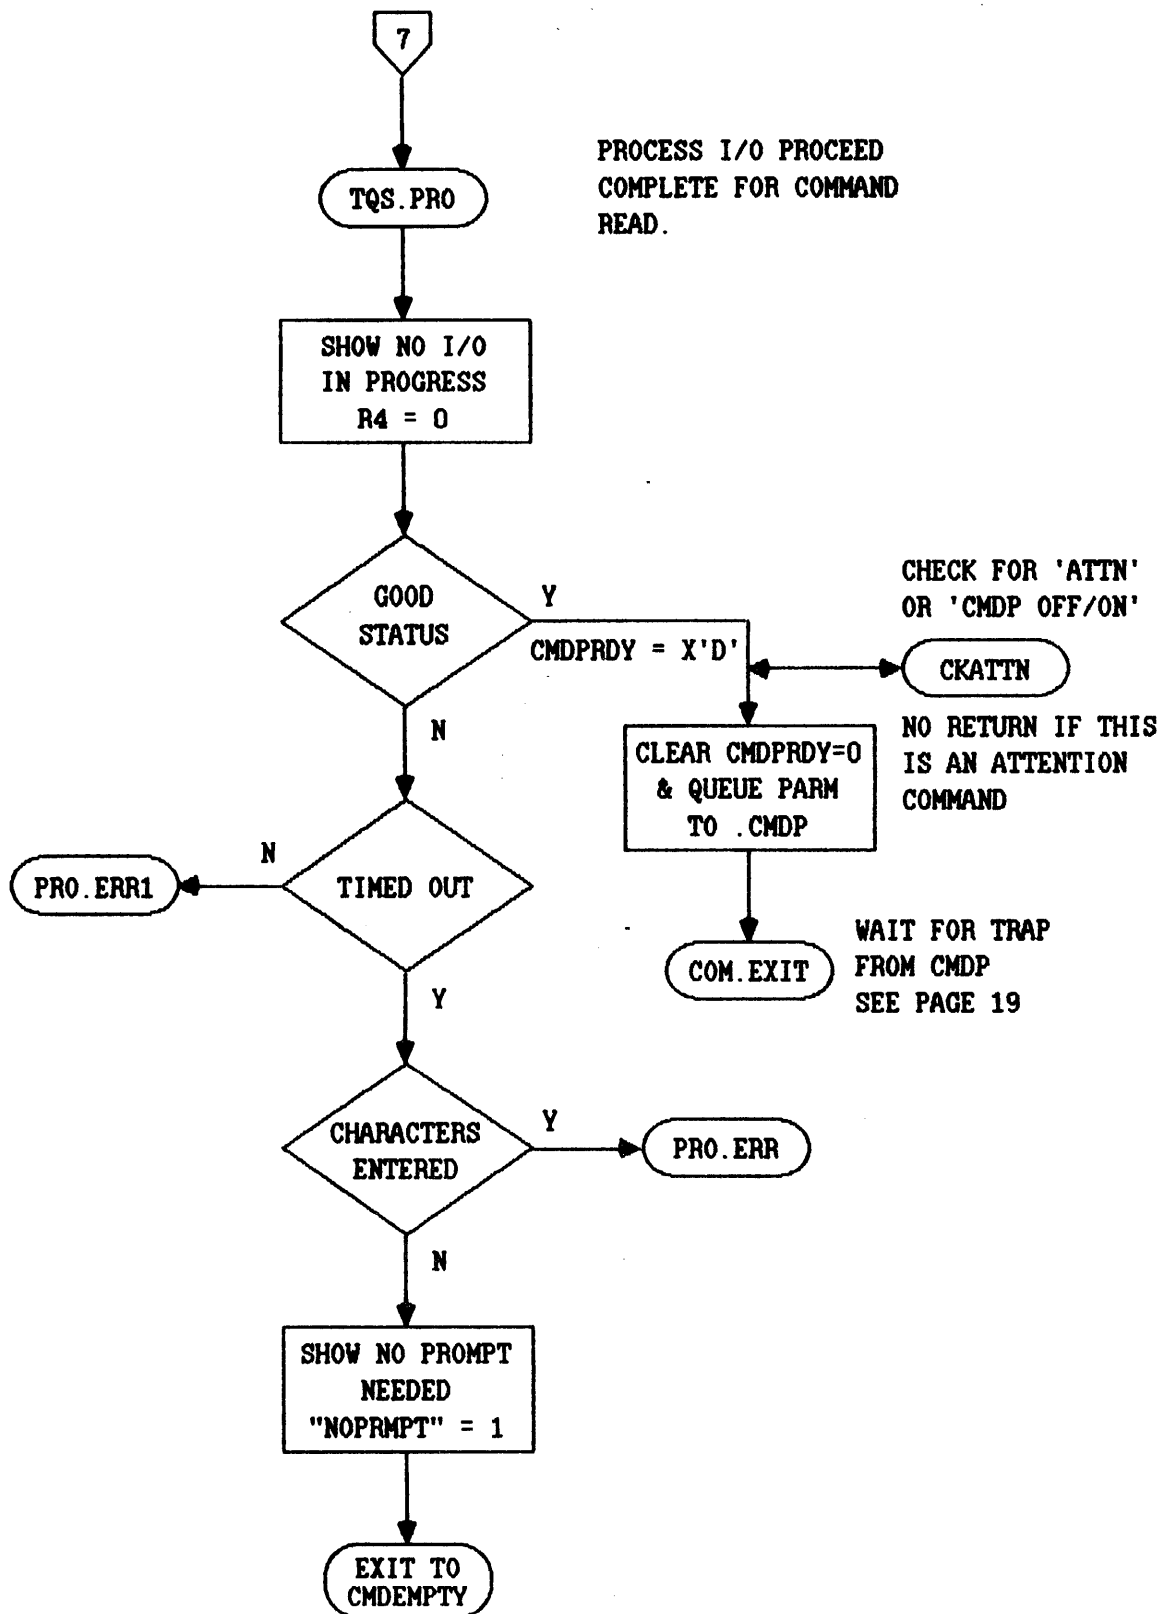 7
PROCESS I/O PROCEED
COMPLETE FOR COMMAND
READ.
TQS.PRO
SHOW NO I/O
IN PROGRESS
R4 = 0
GOOD
STATUS
Y
CMDPRDY = X'D'
CHECK FOR 'ATTN'
OR 'CMDP OFF/ON'
CKATTN
NO RETURN IF THIS
IS AN ATTENTION
COMMAND
N
CLEAR CMDPRDY=0
& QUEUE PARM
TO .CMDP
TIMED OUT
N
PRO.ERR1
COM.EXIT
WAIT FOR TRAP
FROM CMDP
SEE PAGE 19
Y
CHARACTERS
ENTERED
Y
PRO.ERR
N
SHOW NO PROMPT
NEEDED
"NOPRMPT" = 1
EXIT TO
CMDEMPTY